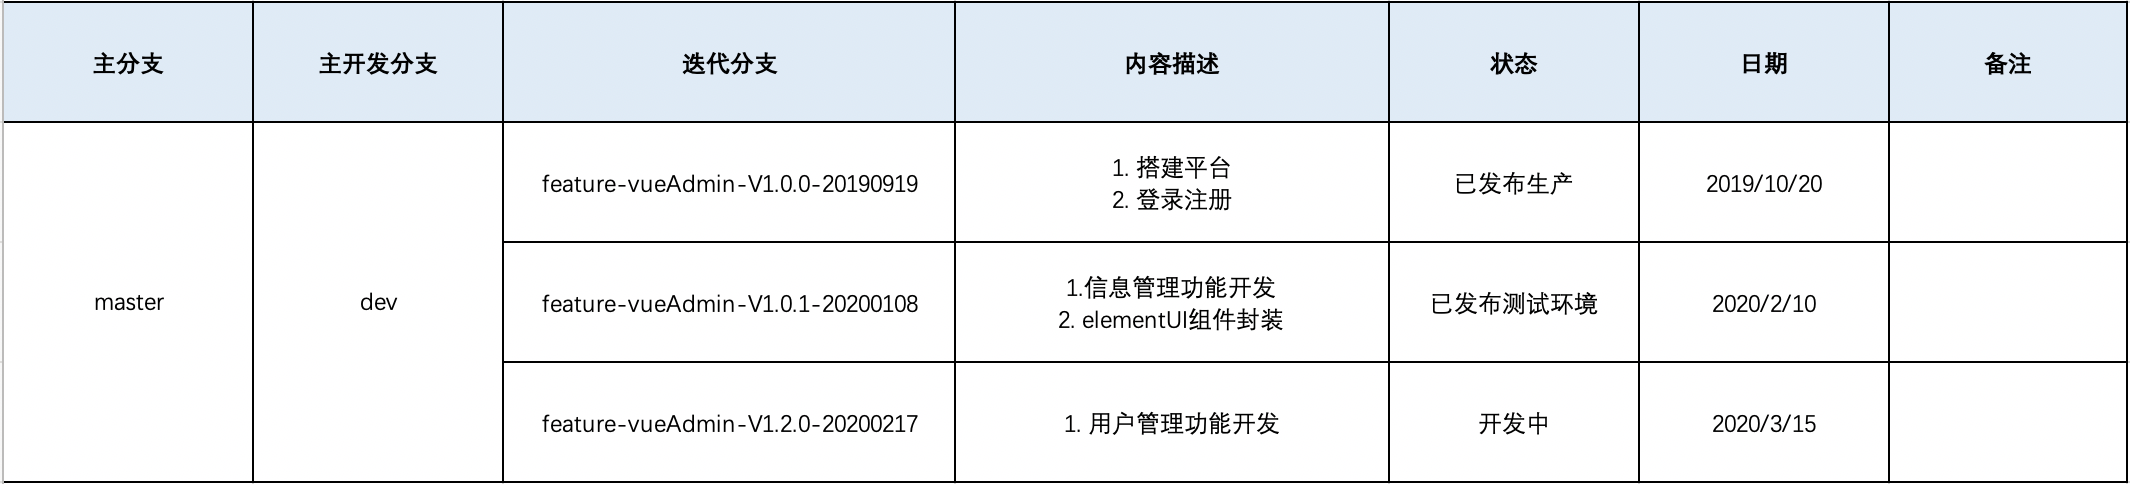 主分支
主开发分支
迭代分支
内容描述
状态
日期
备注
master
dev
feature-vueAdmin-V1.0.0-20190919
1. 搭建平台
2. 登录注册
已发布生产
2019/10/20
feature-vueAdmin-V1.0.1-20200108
1.信息管理功能开发
2. elementUI组件封装
已发布测试环境
2020/2/10
feature-vueAdmin-V1.2.0-20200217
1. 用户管理功能开发
开发中
2020/3/15